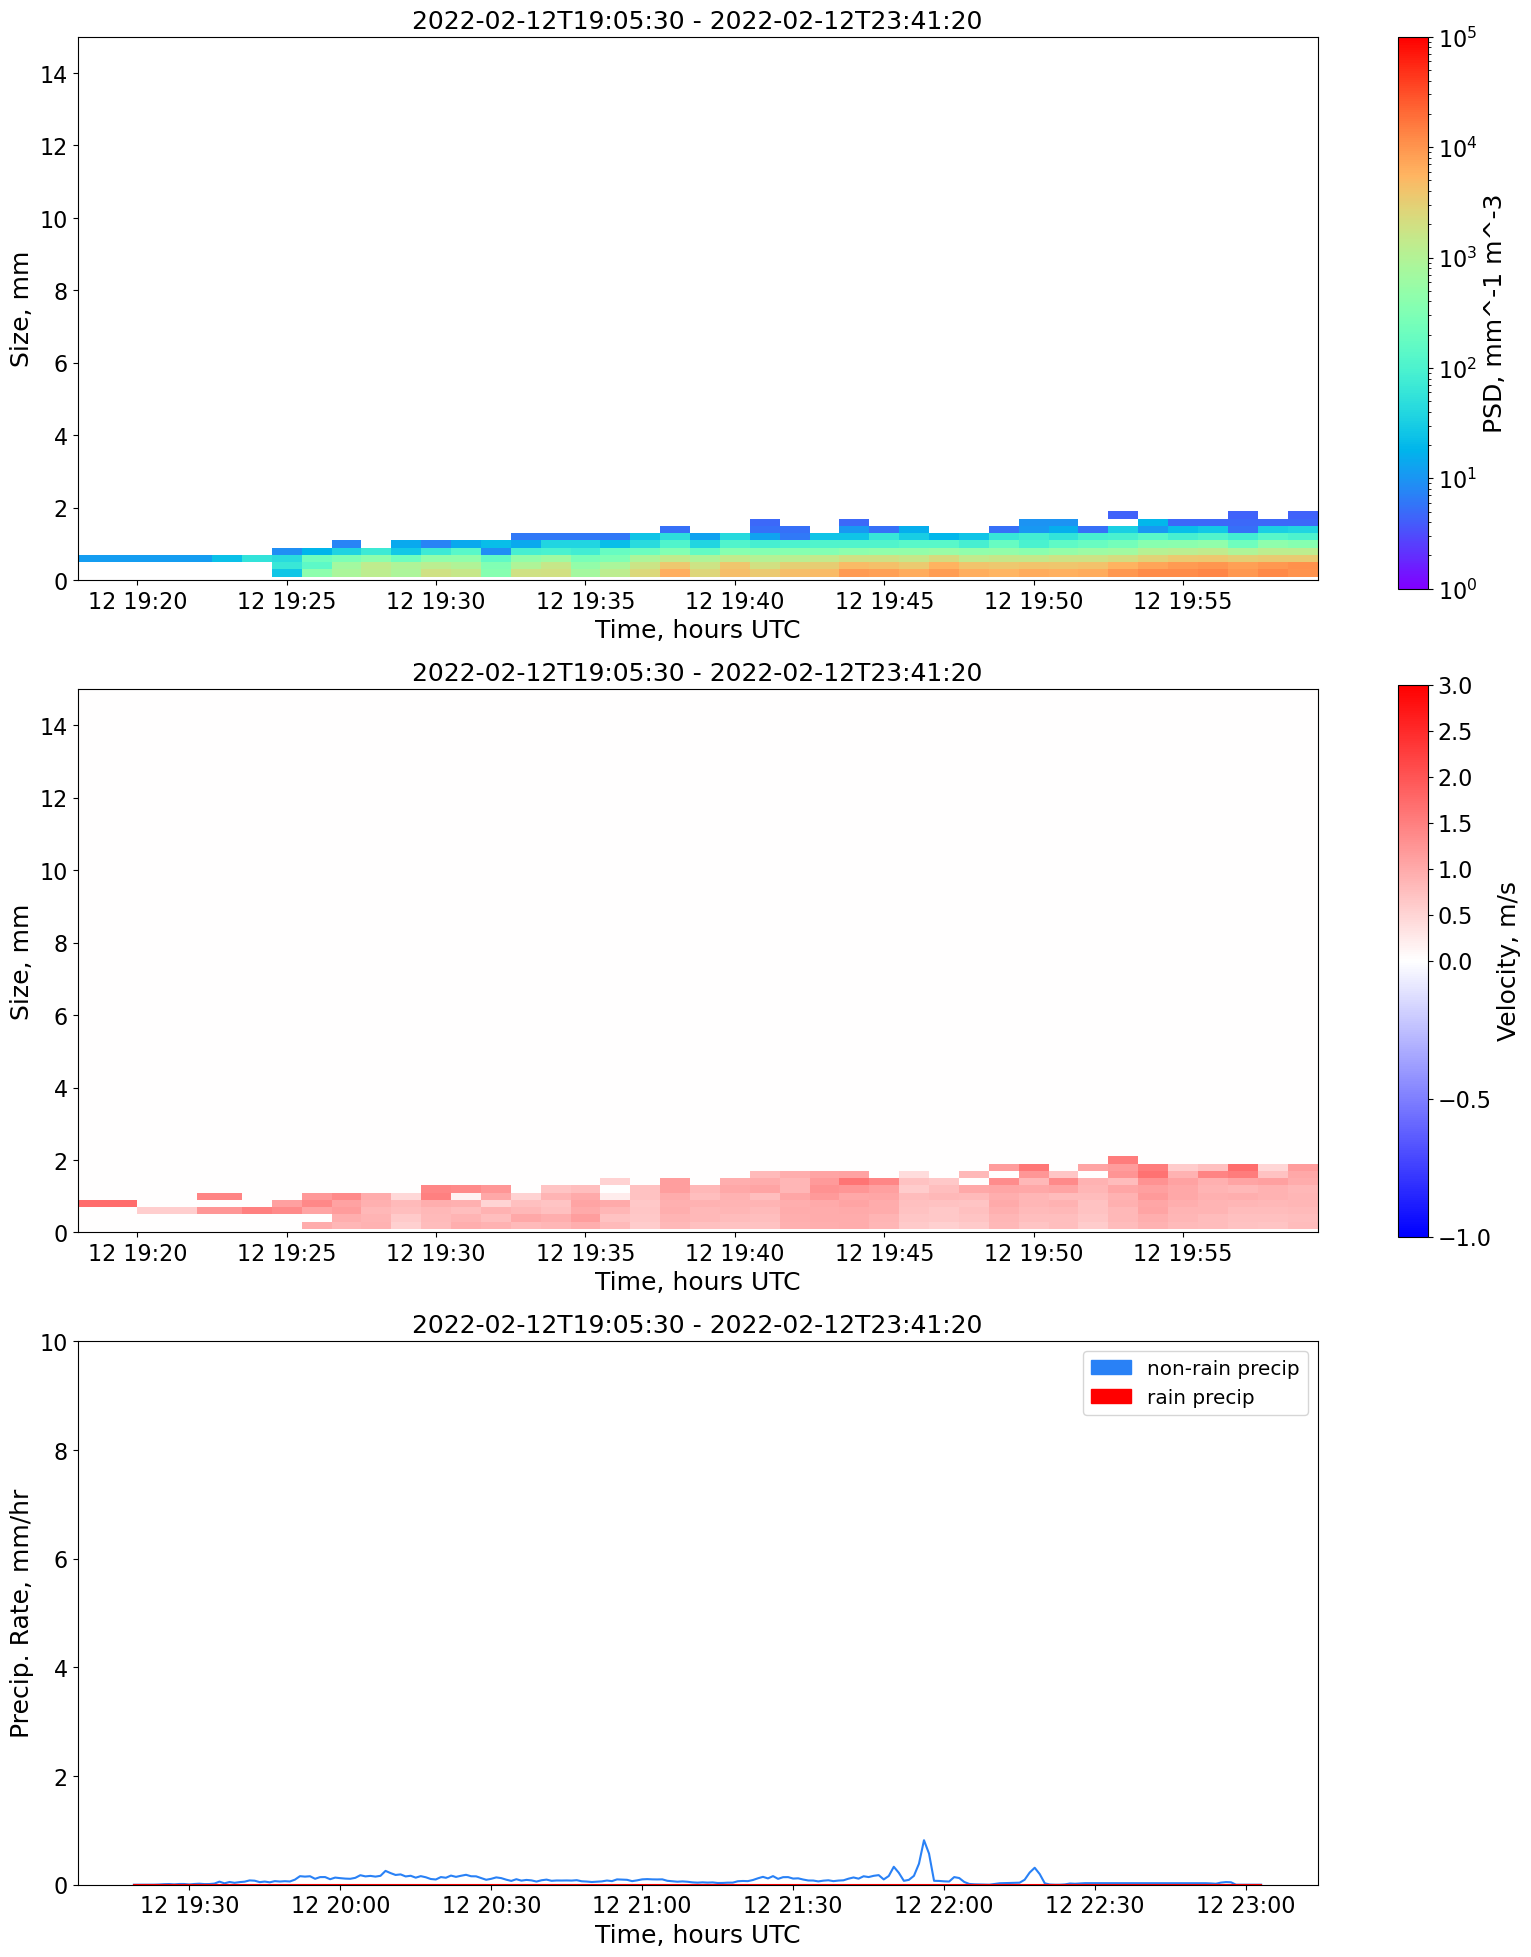 2022-02-12T19:05:30 - 2022-02-12T23:41:20
14
12
10
8
6
4
2
0
Size, mm
12 19:20 12 19:25 12 19:30 12 19:35 12 19:40 12 19:45 12 19:50 12 19:55
Time, hours UTC
10^5
10^4
10^3
10^2
10^1
10^0
PSD, mm^-1 m^-3
2022-02-12T19:05:30 - 2022-02-12T23:41:20
14
12
10
8
6
4
2
0
Size, mm
12 19:20 12 19:25 12 19:30 12 19:35 12 19:40 12 19:45 12 19:50 12 19:55
Time, hours UTC
3.0
2.5
2.0
1.5
1.0
0.5
0.0
−0.5
−1.0
Velocity, m/s
2022-02-12T19:05:30 - 2022-02-12T23:41:20
10
8
6
4
2
0
Precip. Rate, mm/hr
non-rain precip
rain precip
12 19:30 12 20:00 12 20:30 12 21:00 12 21:30 12 22:00 12 22:30 12 23:00
Time, hours UTC